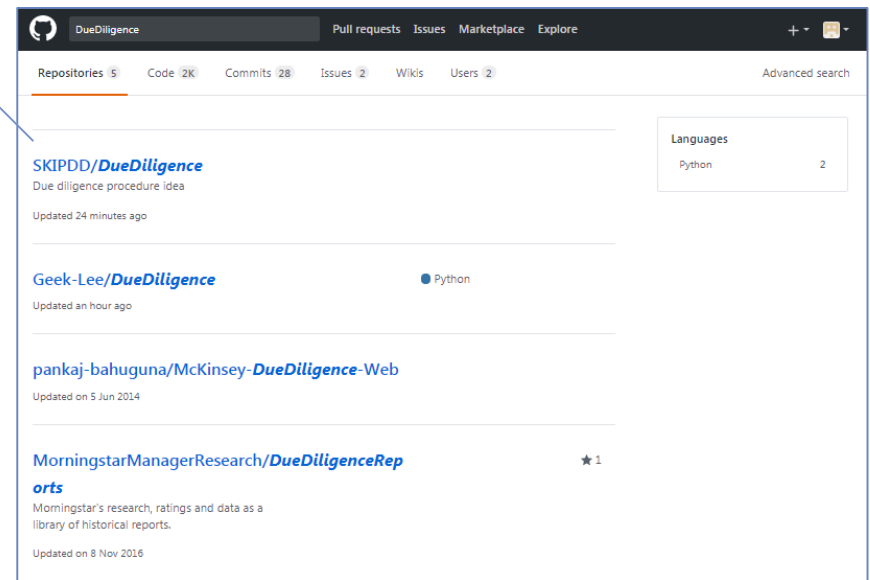 DueDiligence Pull requests Issues Marketplace Explore
Repositories 5 Code 2K Commits 28 Issues 2 Wikis Users 2 Advanced search
SKIPDD/DueDiligence
Due diligence procedure idea
Updated 24 minutes ago
Languages
Python 2
Geek-Lee/DueDiligence Python
Updated an hour ago
pankaj-bahuguna/McKinsey-DueDiligence-Web
Updated on 5 Jun 2014
MorningstarManagerResearch/DueDiligenceRep 1
orts
Morningstar's research, ratings and data as a
library of historical reports.
Updated on 8 Nov 2016